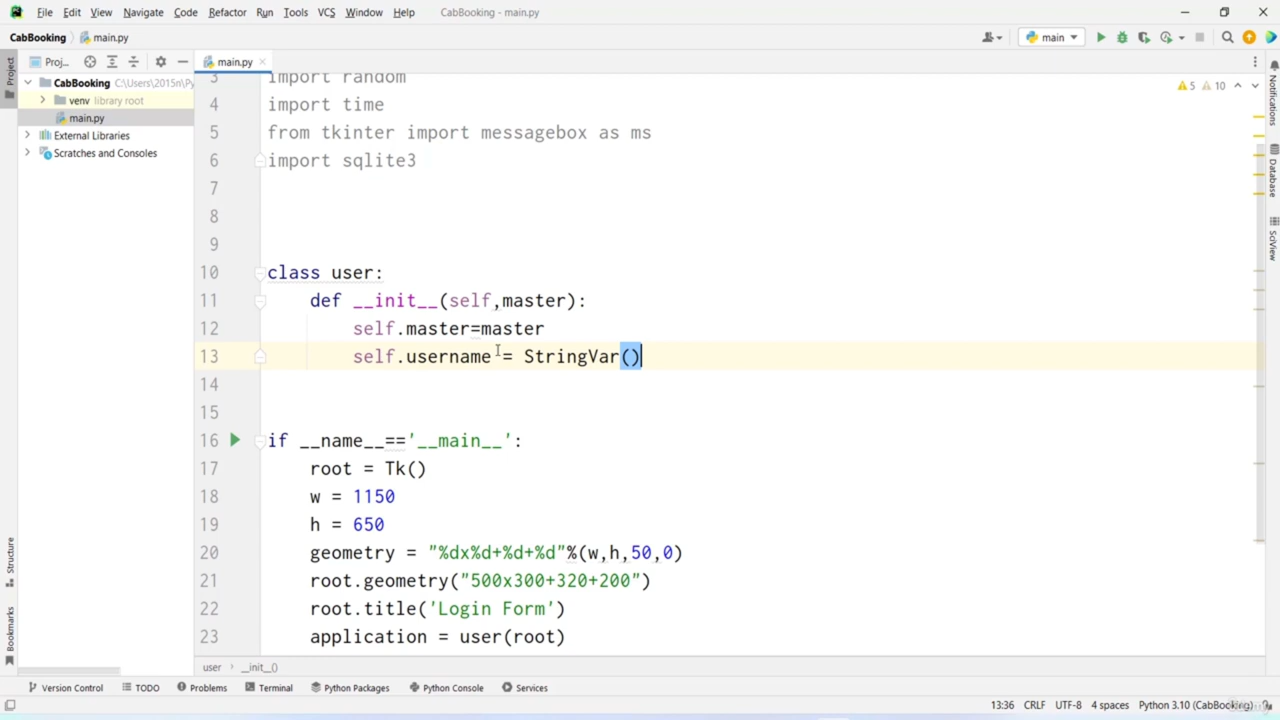 File Edit View Navigate Code Refactor Run Tools VCS Window Help CabBooking - main.py
CabBooking main.py main
Project Proj... main.py
CabBooking C:\Users\2015n\Py
venv library root
main.py
External Libraries
Scratches and Consoles
Structure
Bookmarks
5 10
3 import random
4 import time
5 from tkinter import messagebox as ms
6 import sqlite3
7
8
9
10 class user:
11 def __init__(self,master):
12 self.master=master
13 self.username = StringVar()
14
15
16 if __name__=='__main__':
17 root = Tk()
18 w = 1150
19 h = 650
20 geometry = "%dx%d+%d+%d"%(w,h,50,0)
21 root.geometry("500x300+320+200")
22 root.title('Login Form')
23 application = user(root)
Notifications
Database
SciView
user __init__()
Version Control TODO Problems Terminal Python Packages Python Console Services
13:36 CRLF UTF-8 4 spaces Python 3.10 (CabBooking)